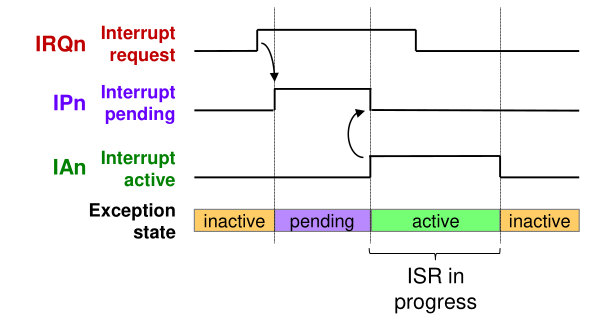 IRQn Interrupt
request
IPn Interrupt
pending
IAn Interrupt
active
Exception
state
inactive pending active inactive
ISR in
progress